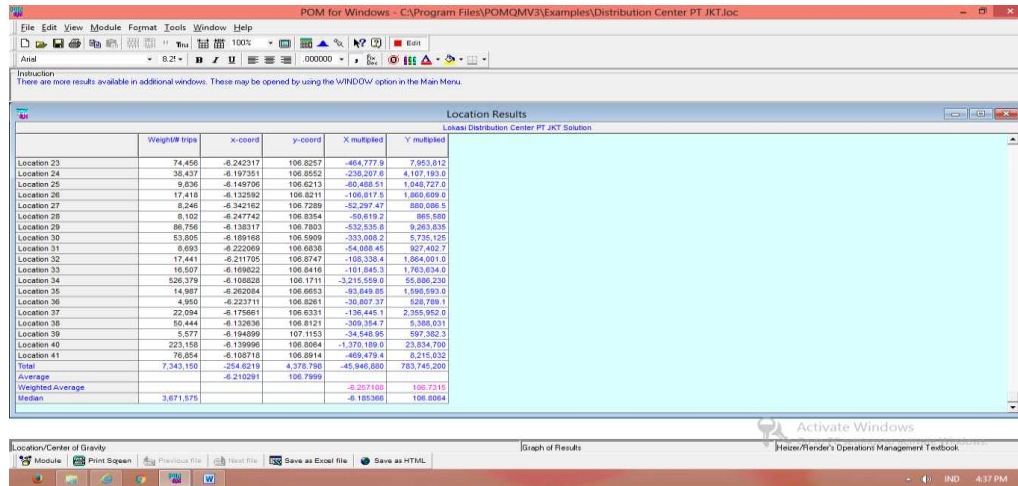 POM for Windows - C:\Program Files\POMQMV3\Examples\Distribution Center PT JKT.loc
File Edit View Module Format Tools Window Help
100% Edit
Arial 8.2! B I U .000000
Instruction
There are more results available in additional windows. These may be opened by using the WINDOW option in the Main Menu.
Location Results
Lokasi Distribution Center PT JKT Solution
Weight/# trips x-coord y-coord X multiplied Y multiplied
Location 23 74,456 -6.242317 106.8257 -464,777.9 7,953,812
Location 24 38,437 -6.197351 106.8552 -238,207.6 4,107,193.0
Location 25 9,836 -6.149706 106.6213 -60,488.51 1,048,727.0
Location 26 17,418 -6.132592 106.8211 -106,817.5 1,860,609.0
Location 27 8,246 -6.342162 106.7289 -52,297.47 880,086.5
Location 28 8,102 -6.247742 106.8354 -50,619.2 865,580
Location 29 86,756 -6.138317 106.7803 -532,535.8 9,263,835
Location 30 53,805 -6.189168 106.5909 -333,008.2 5,735,125
Location 31 8,693 -6.222069 106.6838 -54,088.45 927,402.7
Location 32 17,441 -6.211705 106.8747 -108,338.4 1,864,001.0
Location 33 16,507 -6.169822 106.8416 -101,845.3 1,763,634.0
Location 34 526,379 -6.108828 106.1711 -3,215,559.0 55,886,230
Location 35 14,987 -6.262084 106.6653 -93,849.85 1,598,593.0
Location 36 4,950 -6.223711 106.8261 -30,807.37 528,789.1
Location 37 22,094 -6.175661 106.6331 -136,445.1 2,355,952.0
Location 38 50,444 -6.132636 106.8121 -309,354.7 5,388,031
Location 39 5,577 -6.194899 107.1153 -34,548.95 597,382.3
Location 40 223,158 -6.139996 106.8064 -1,370,189.0 23,834,700
Location 41 76,854 -6.108718 106.8914 -469,479.4 8,215,032
Total 7,343,150 -254.6219 4,378.798 -45,946,880 783,745,200
Average -6.210291 106.7999
Weighted Average -6.257108 106.7315
Median 3,671,575 -6.185366 106.8064
Activate Windows
Location/Center of Gravity Graph of Results Heizer/Render's Operations Management Textbook
Module Print Screen Previous file Next file Save as Excel file Save as HTML
IND 4:37 PM